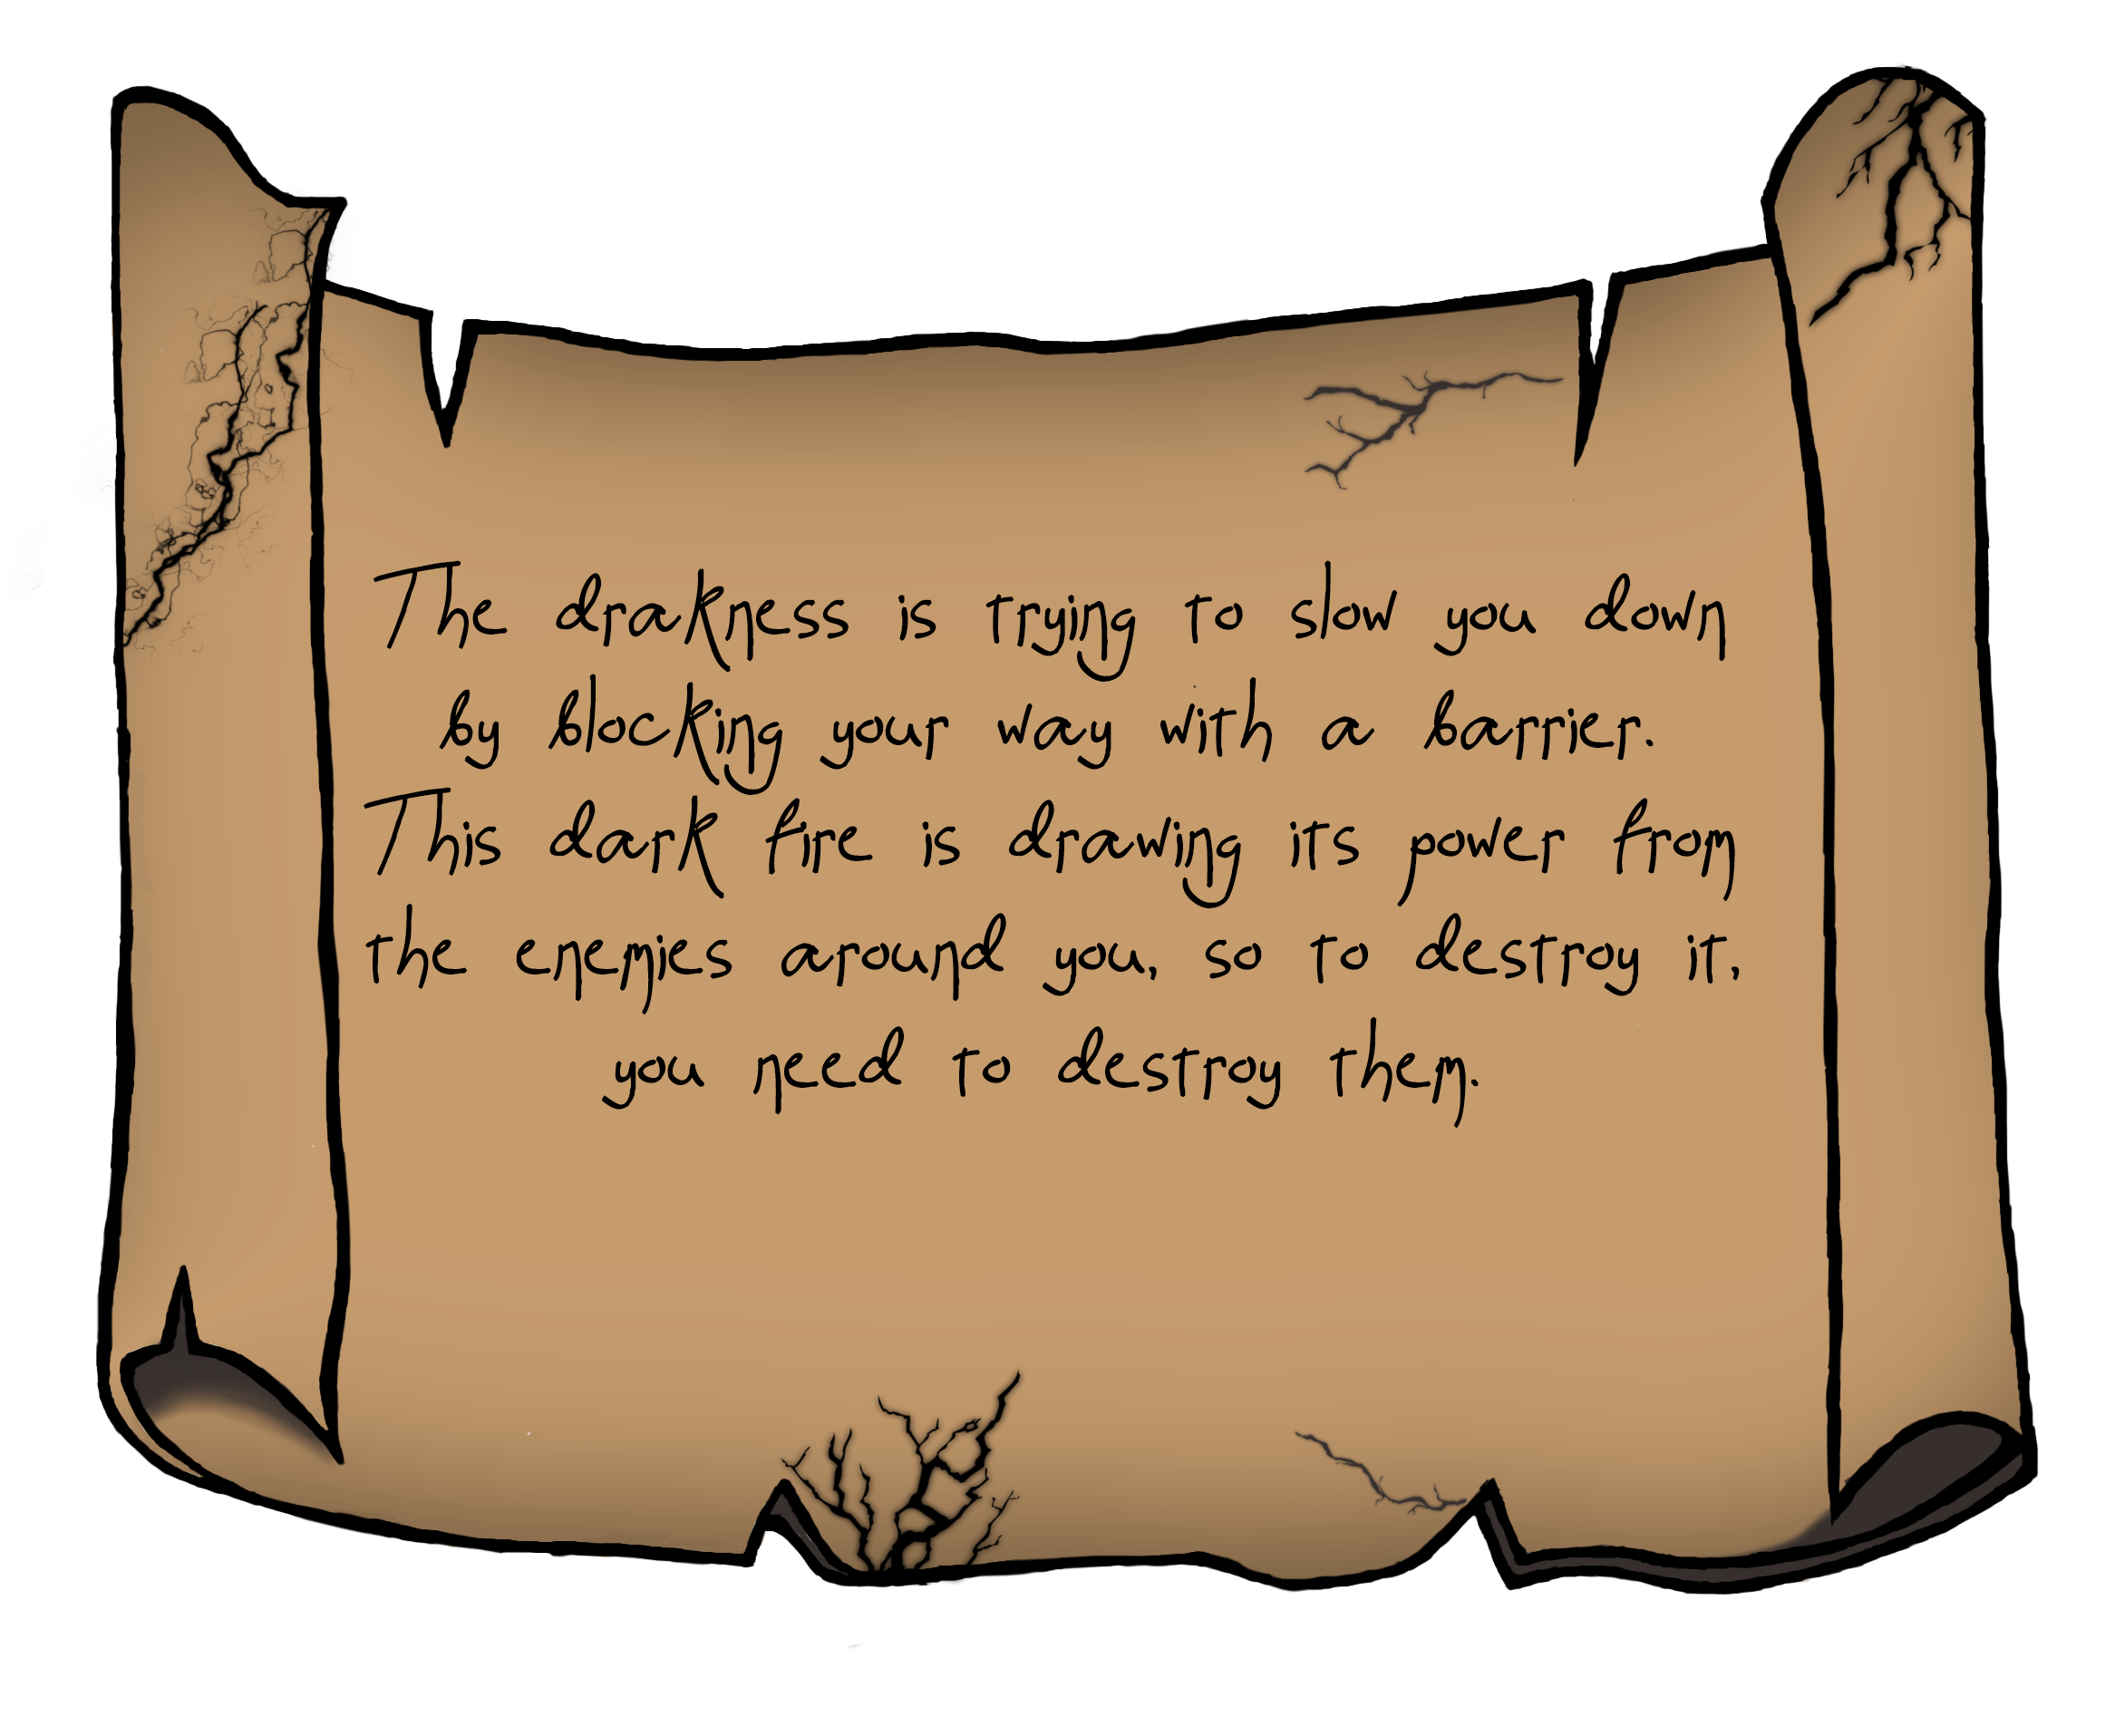 The drakness is trying to slow you down
by blocking your way with a barrier.
This dark fire is drawing its power from
the enemies around you, so to destroy it,
you need to destroy them.